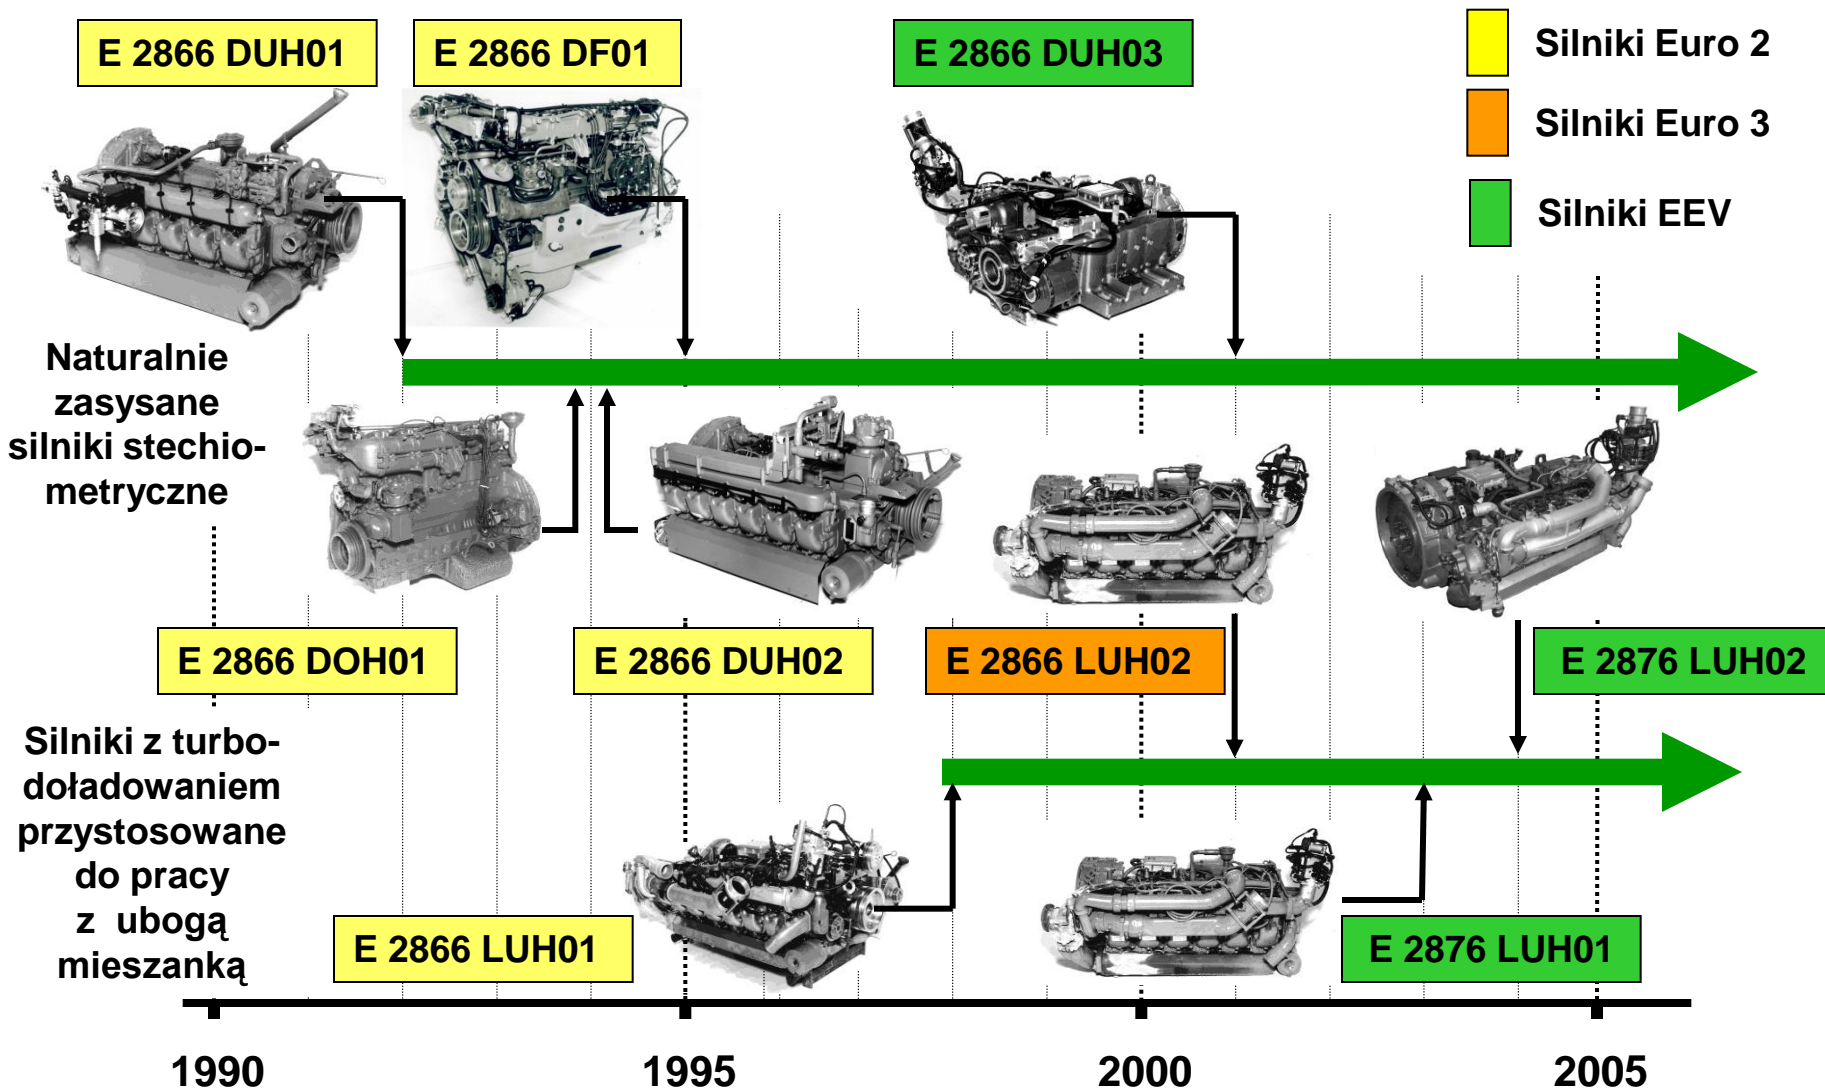 E 2866 DUH01
E 2866 DF01
E 2866 DUH03
Silniki Euro 2
Silniki Euro 3
Silniki EEV
Naturalnie
zasysane
silniki stechio-
metryczne
E 2866 DOH01
E 2866 DUH02
E 2866 LUH02
E 2876 LUH02
Silniki z turbo-
doładowaniem
przystosowane
do pracy
z ubogą
mieszanką
E 2866 LUH01
E 2876 LUH01
1990
1995
2000
2005